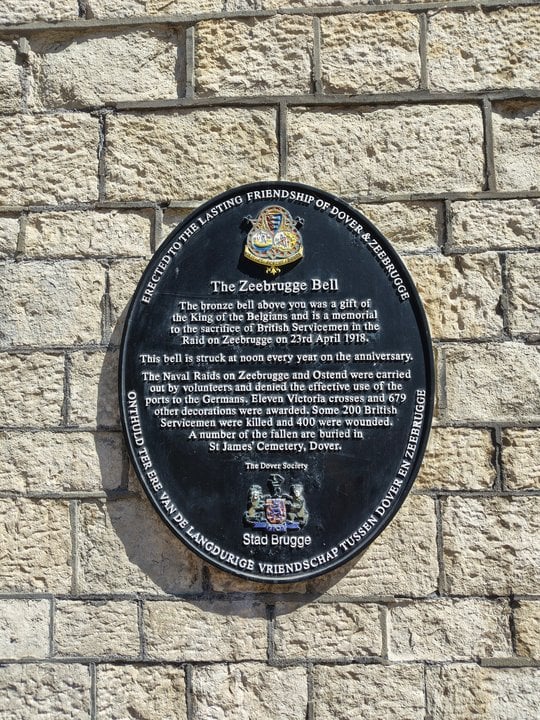 ERECTED TO THE LASTING FRIENDSHIP OF DOVER & ZEEBRUGGE
The Zeebrugge Bell
The bronze bell above you was a gift of
the King of the Belgians and is a memorial
to the sacrifice of British Servicemen in the
Raid on Zeebrugge on 23rd April 1918.
This bell is struck at noon every year on the anniversary.
The Naval Raids on Zeebrugge and Ostend were carried
out by volunteers and denied the effective use of the
ports to the Germans. Eleven Victoria crosses and 679
other decorations were awarded. Some 200 British
Servicemen were killed and 400 were wounded.
A number of the fallen are buried in
St James' Cemetery, Dover.
The Dover Society
Stad Brugge
ONTHULD TER ERE VAN DE LANGDURIGE VRIENDSCHAP TUSSEN DOVER EN ZEEBRUGGE